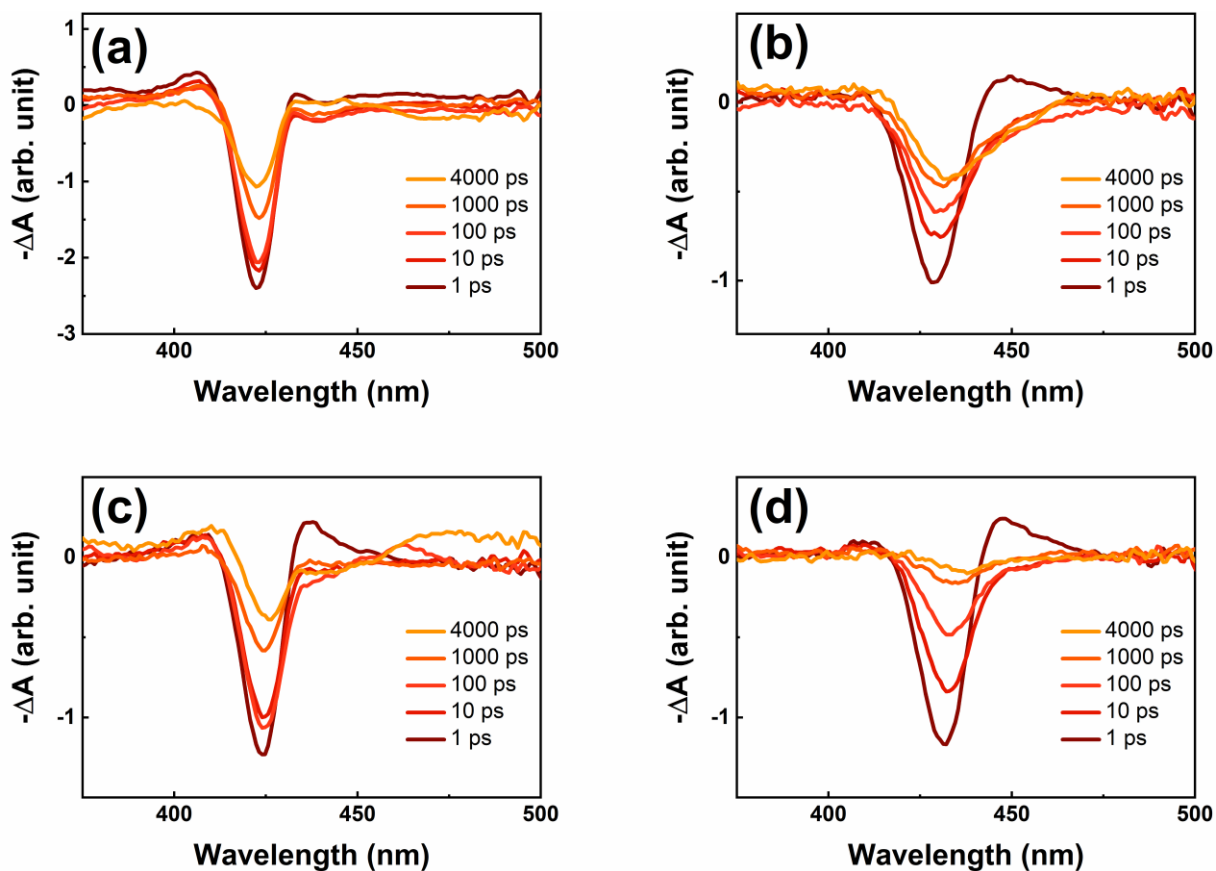 (a)
1
0
-1
-2
-3
-ΔA (arb. unit)
4000 ps
1000 ps
100 ps
10 ps
1 ps
400
450
500
Wavelength (nm)
(b)
0
-1
-ΔA (arb. unit)
4000 ps
1000 ps
100 ps
10 ps
1 ps
400
450
500
Wavelength (nm)
(c)
0
-1
-ΔA (arb. unit)
4000 ps
1000 ps
100 ps
10 ps
1 ps
400
450
500
Wavelength (nm)
(d)
0
-1
-ΔA (arb. unit)
4000 ps
1000 ps
100 ps
10 ps
1 ps
400
450
500
Wavelength (nm)